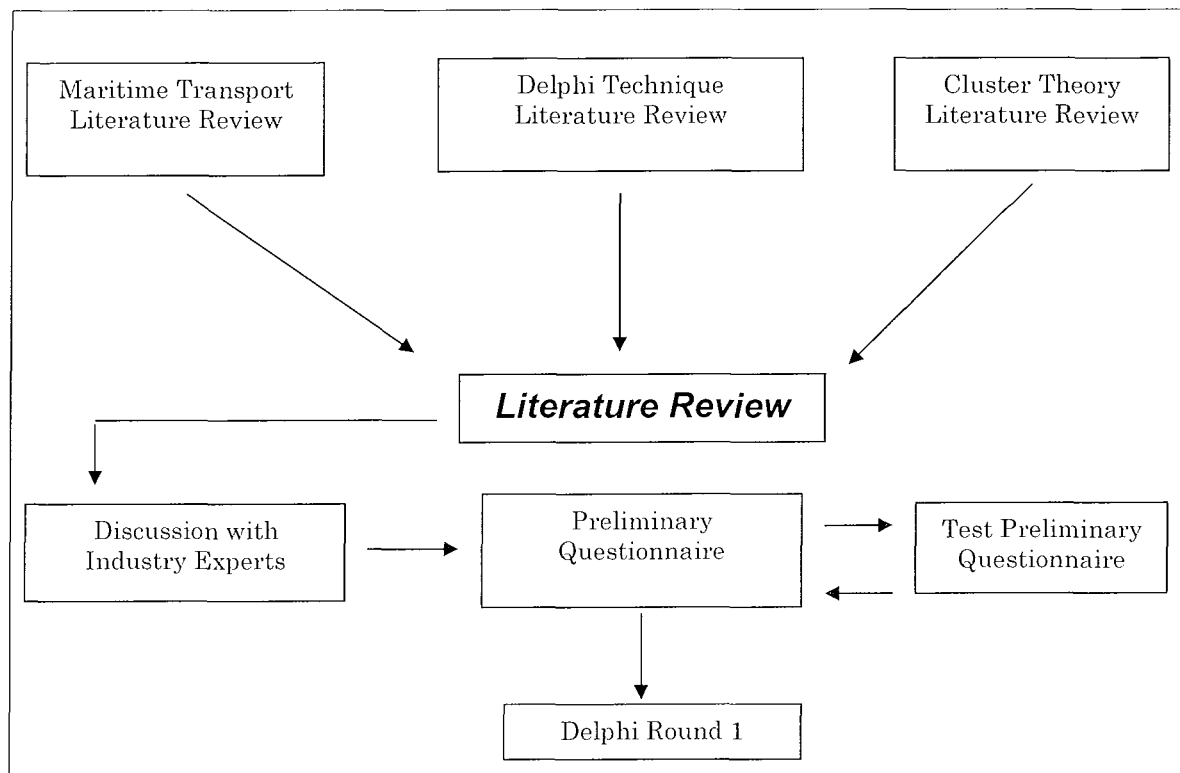 Maritime Transport
Literature Review
Delphi Technique
Literature Review
Cluster Theory
Literature Review
Literature Review
Discussion with
Industry Experts
Preliminary
Questionnaire
Test Preliminary
Questionnaire
Delphi Round 1